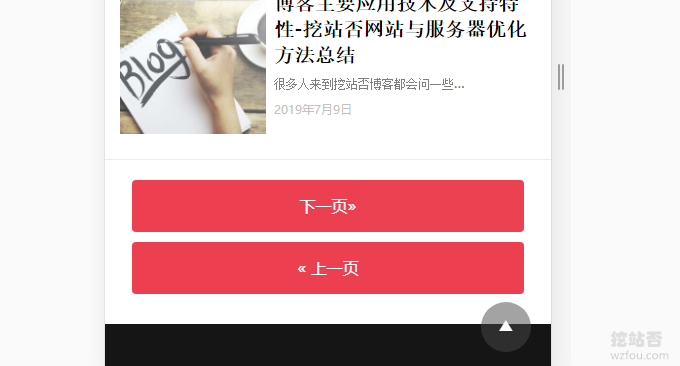 博客主要应用技术及支持特
性-挖站否网站与服务器优化
方法总结
很多人来到挖站否博客都会问一些...
2019年7月9日
Blog
下一页»
« 上一页
挖站否
wzfou.com